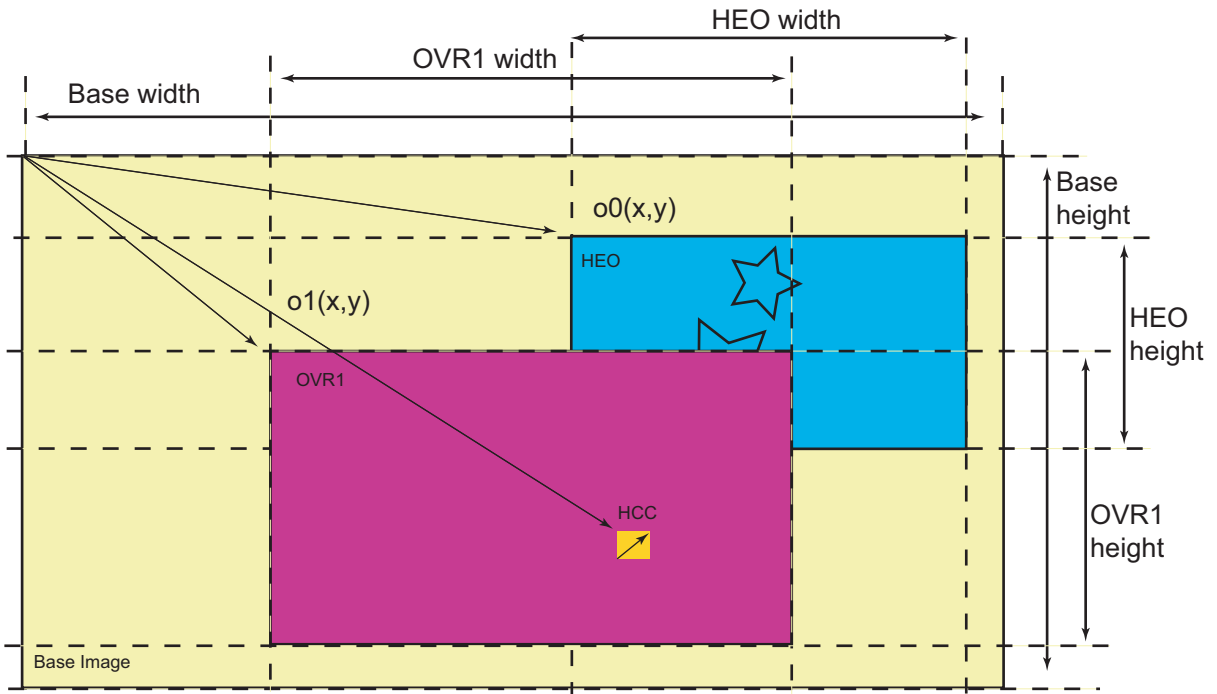 HEO width
OVR1 width
Base width
Base
height
o0(x,y)
HEO
o1(x,y)
HEO
height
OVR1
HCC
OVR1
height
Base Image